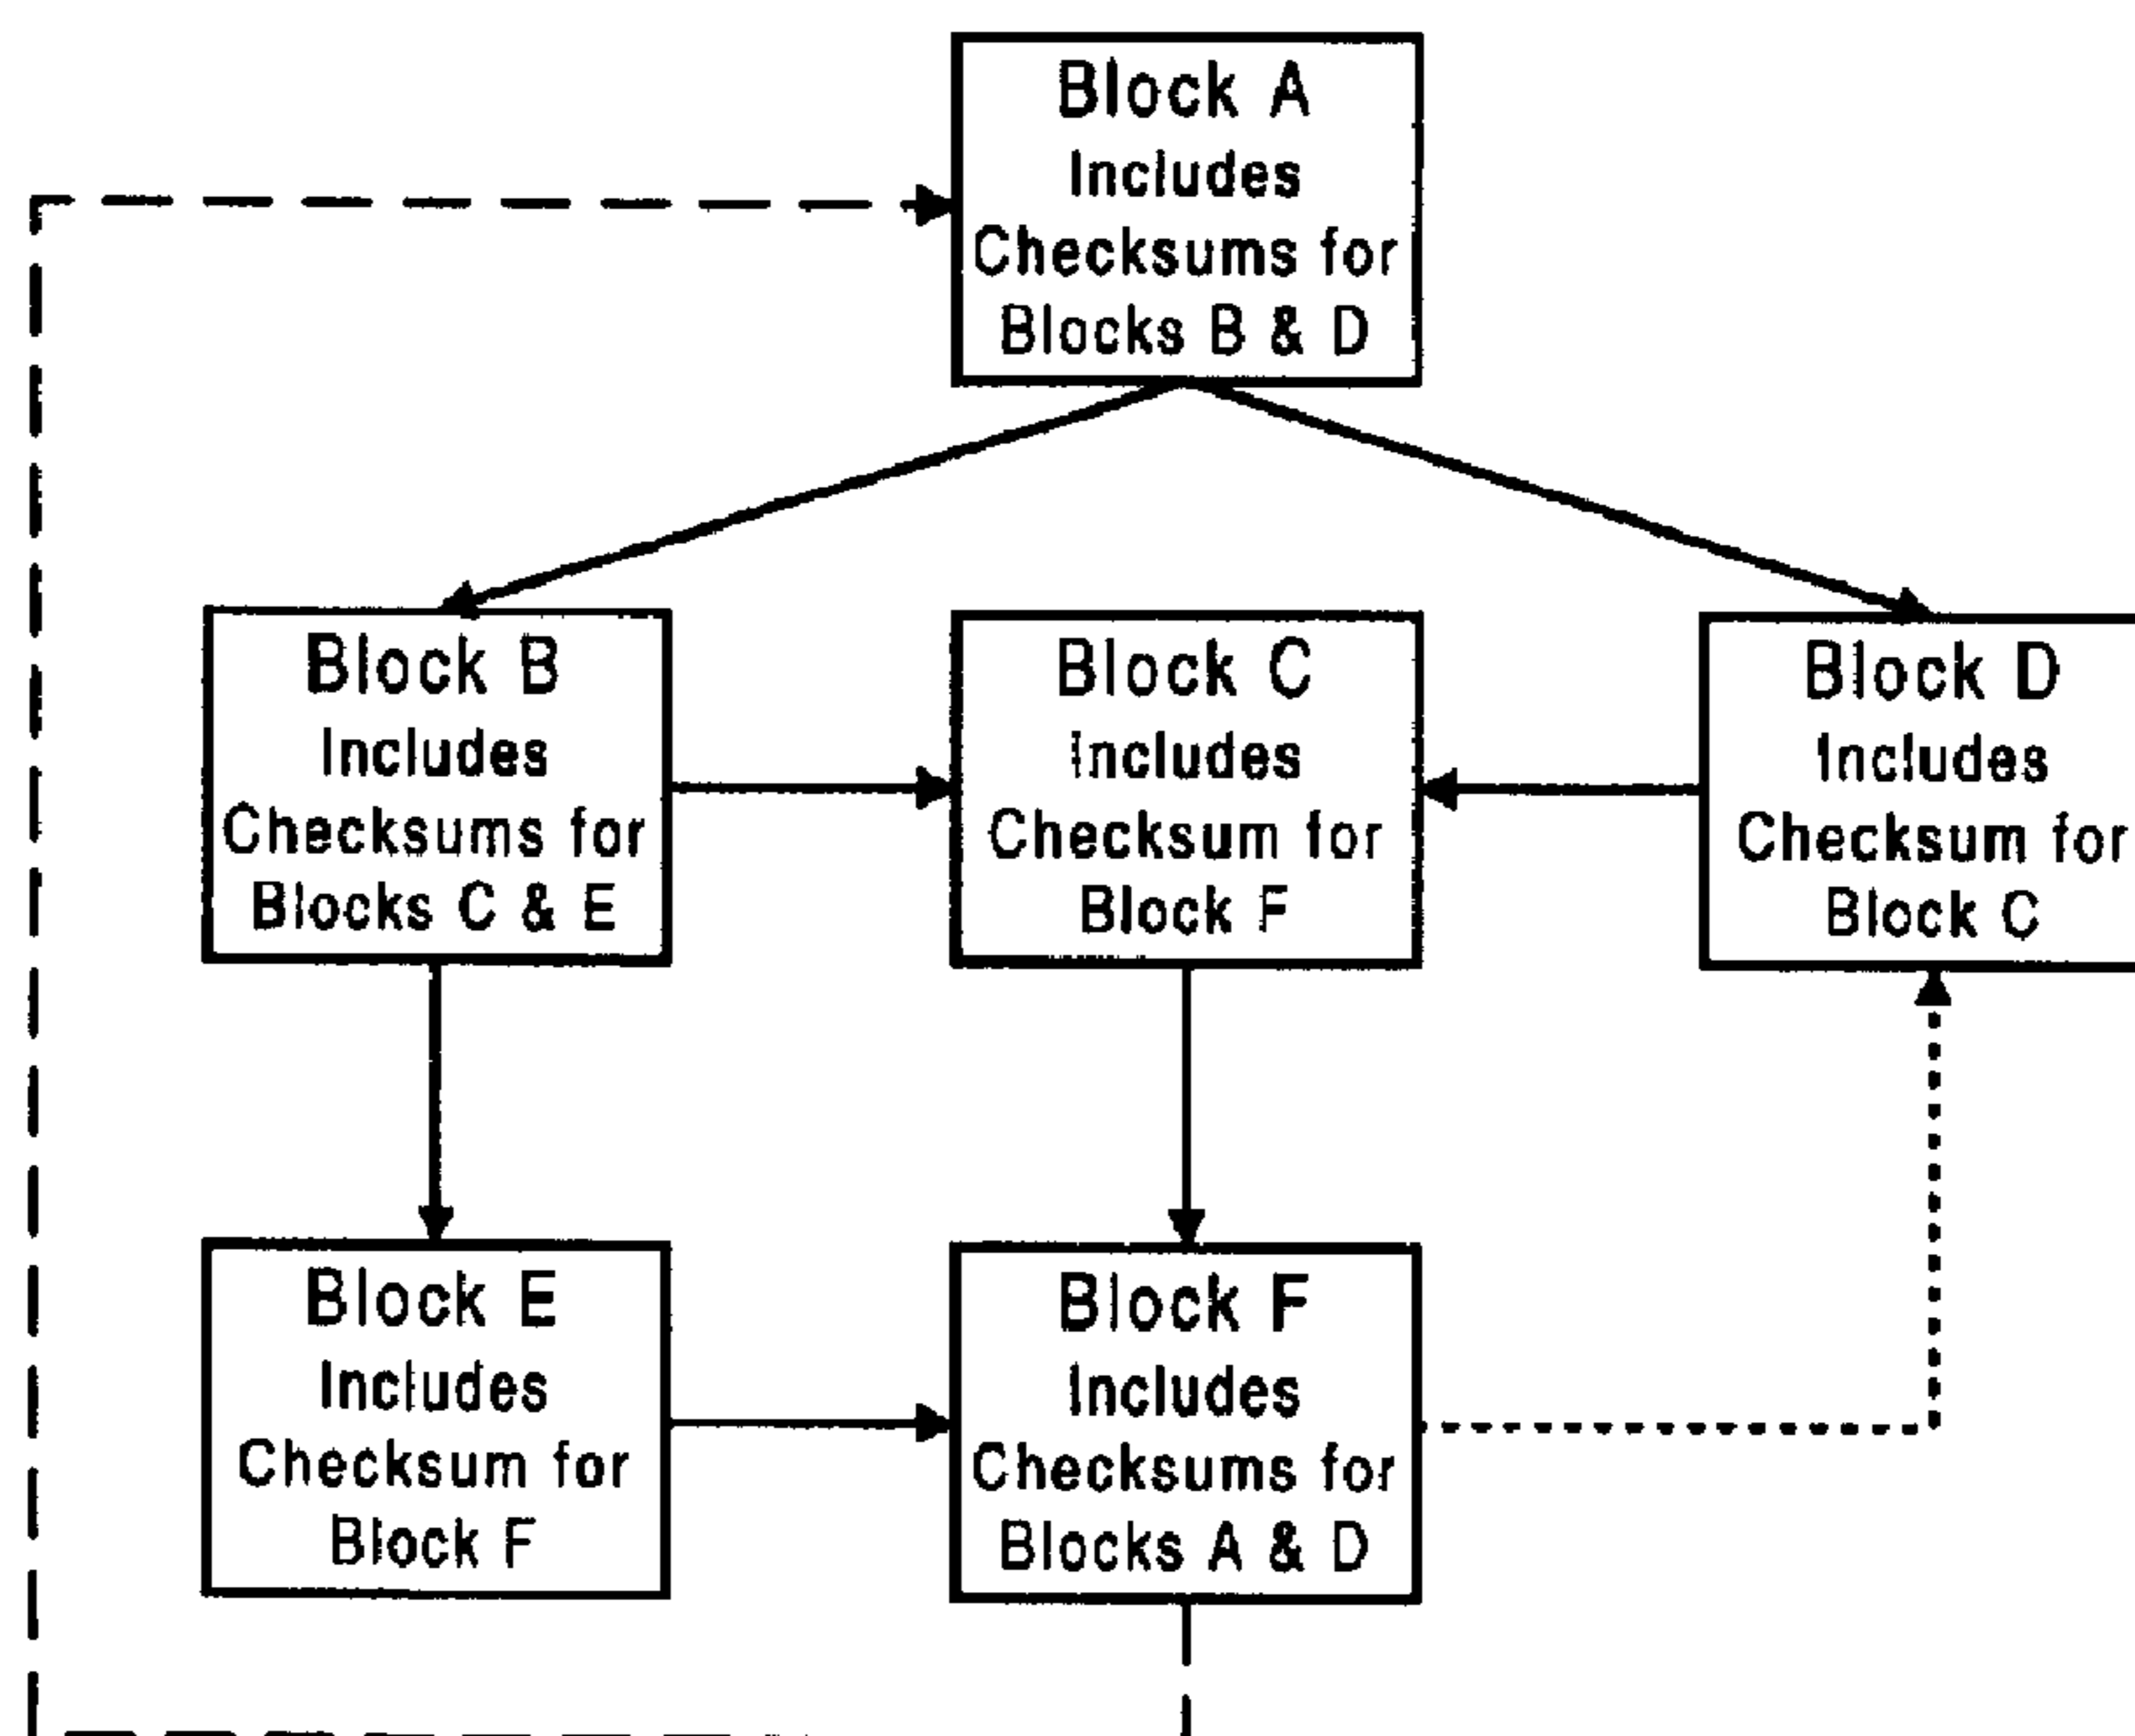 Block A
Includes
Checksums for
Blocks B & D
Block B
Includes
Checksums for
Blocks C & E
Block C
Includes
Checksum for
Block F
Block D
Includes
Checksum for
Block C
Block E
Includes
Checksum for
Block F
Block F
Includes
Checksums for
Blocks A & D